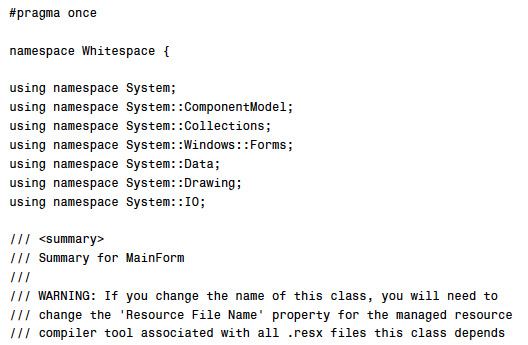 #pragma once
namespace Whitespace {
using namespace System;
using namespace System::ComponentModel;
using namespace System::Collections;
using namespace System::Windows::Forms;
using namespace System::Data;
using namespace System::Drawing;
using namespace System::IO;
/// <summary>
/// Summary for MainForm
///
/// WARNING: If you change the name of this class, you will need to
/// change the 'Resource File Name' property for the managed resource
/// compiler tool associated with all .resx files this class depends